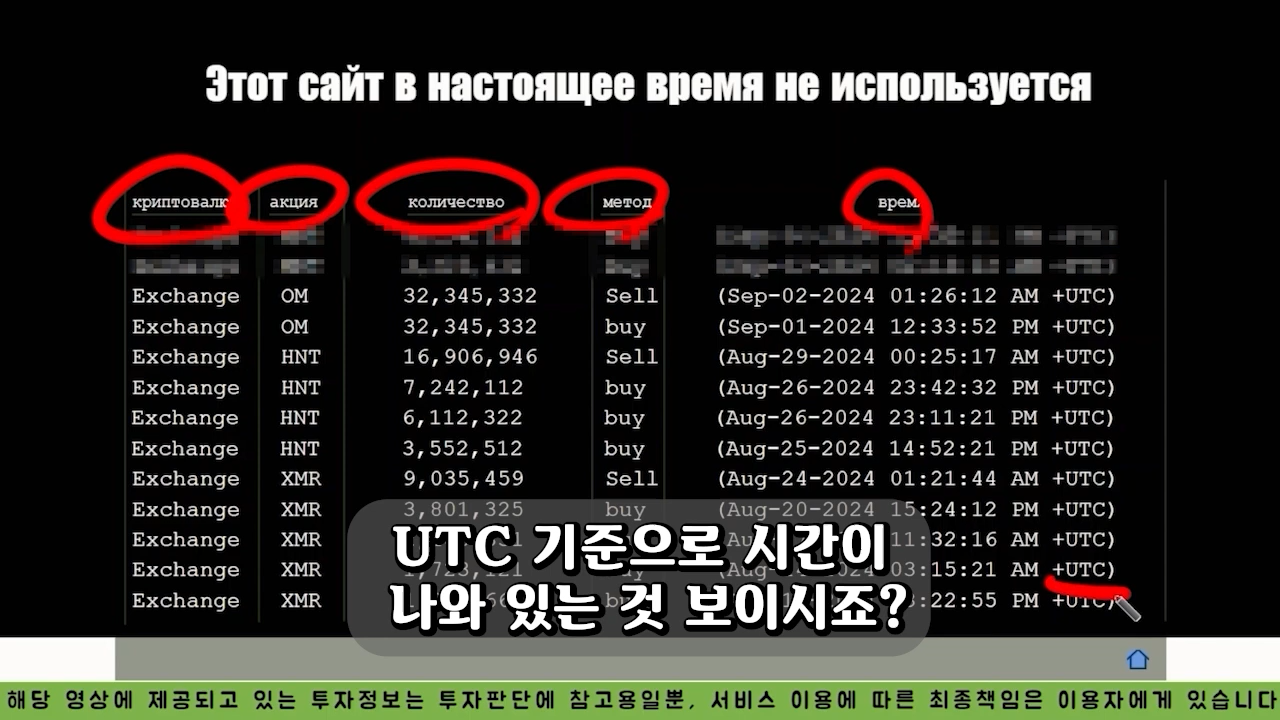 Этот сайт в настоящее время не используется
криптовалю акция количество метод врем
Exchange OM 32,345,332 Sell (Sep-02-2024 01:26:12 AM +UTC)
Exchange OM 32,345,332 buy (Sep-01-2024 12:33:52 PM +UTC)
Exchange HNT 16,906,946 Sell (Aug-29-2024 00:25:17 AM +UTC)
Exchange HNT 7,242,112 buy (Aug-26-2024 23:42:32 PM +UTC)
Exchange HNT 6,112,322 buy (Aug-26-2024 23:11:21 PM +UTC)
Exchange HNT 3,552,512 buy (Aug-25-2024 14:52:21 PM +UTC)
Exchange XMR 9,035,459 Sell (Aug-24-2024 01:21:44 AM +UTC)
Exchange XMR 3,801,325 buy (Aug-20-2024 15:24:12 PM +UTC)
Exchange XMR 11:32:16 AM +UTC)
Exchange XMR 03:15:21 AM +UTC)
Exchange XMR :22:55 PM +UTC)
UTC 기준으로 시간이
나와 있는 것 보이시죠?
해당 영상에 제공되고 있는 투자정보는 투자판단에 참고용일뿐, 서비스 이용에 따른 최종책임은 이용자에게 있습니다